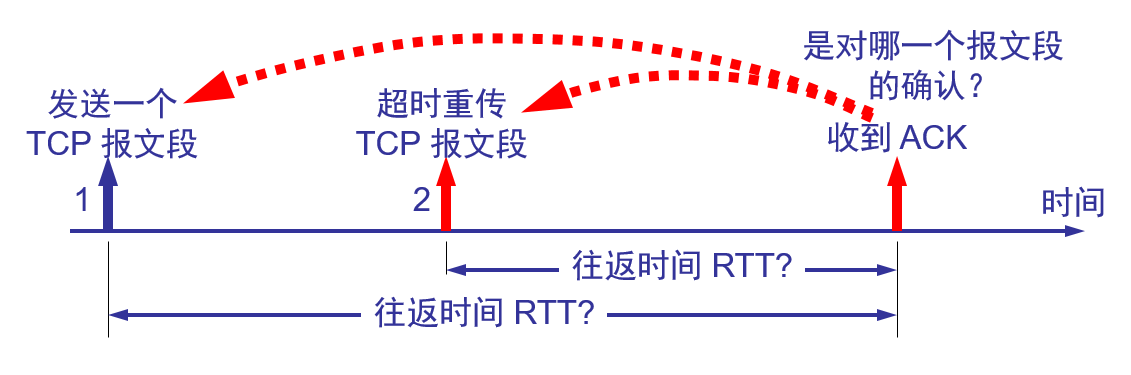 是对哪一个报文段
的确认？
发送一个
TCP 报文段
超时重传
TCP 报文段
收到 ACK
1
2
时间
往返时间 RTT?
往返时间 RTT?